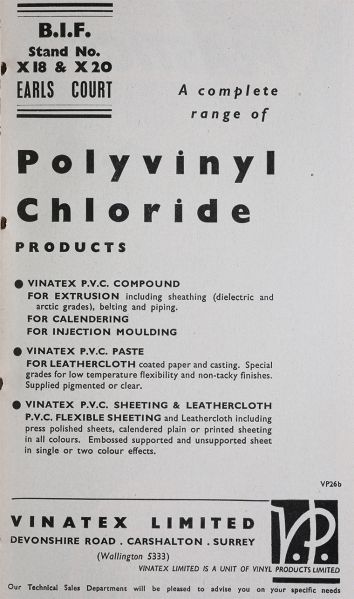 B.I.F.
Stand No.
X18 & X20
EARLS COURT
A complete
range of
Polyvinyl
Chloride
PRODUCTS
● VINATEX P.V.C. COMPOUND
FOR EXTRUSION including sheathing (dielectric and
arctic grades), belting and piping.
FOR CALENDERING
FOR INJECTION MOULDING
● VINATEX P.V.C. PASTE
FOR LEATHERCLOTH coated paper and casting. Special
grades for low temperature flexibility and non-tacky finishes.
Supplied pigmented or clear.
● VINATEX P.V.C. SHEETING & LEATHERCLOTH
P.V.C. FLEXIBLE SHEETING and Leathercloth including
press polished sheets, calendered plain or printed sheeting
in all colours. Embossed supported and unsupported sheet
in single or two colour effects.
VP26b
VINATEX LIMITED
DEVONSHIRE ROAD . CARSHALTON . SURREY
(Wallington 5333)
V.P.
VINATEX LIMITED IS A UNIT OF VINYL PRODUCTS LIMITED
Our Technical Sales Department will be pleased to advise you on your specific needs